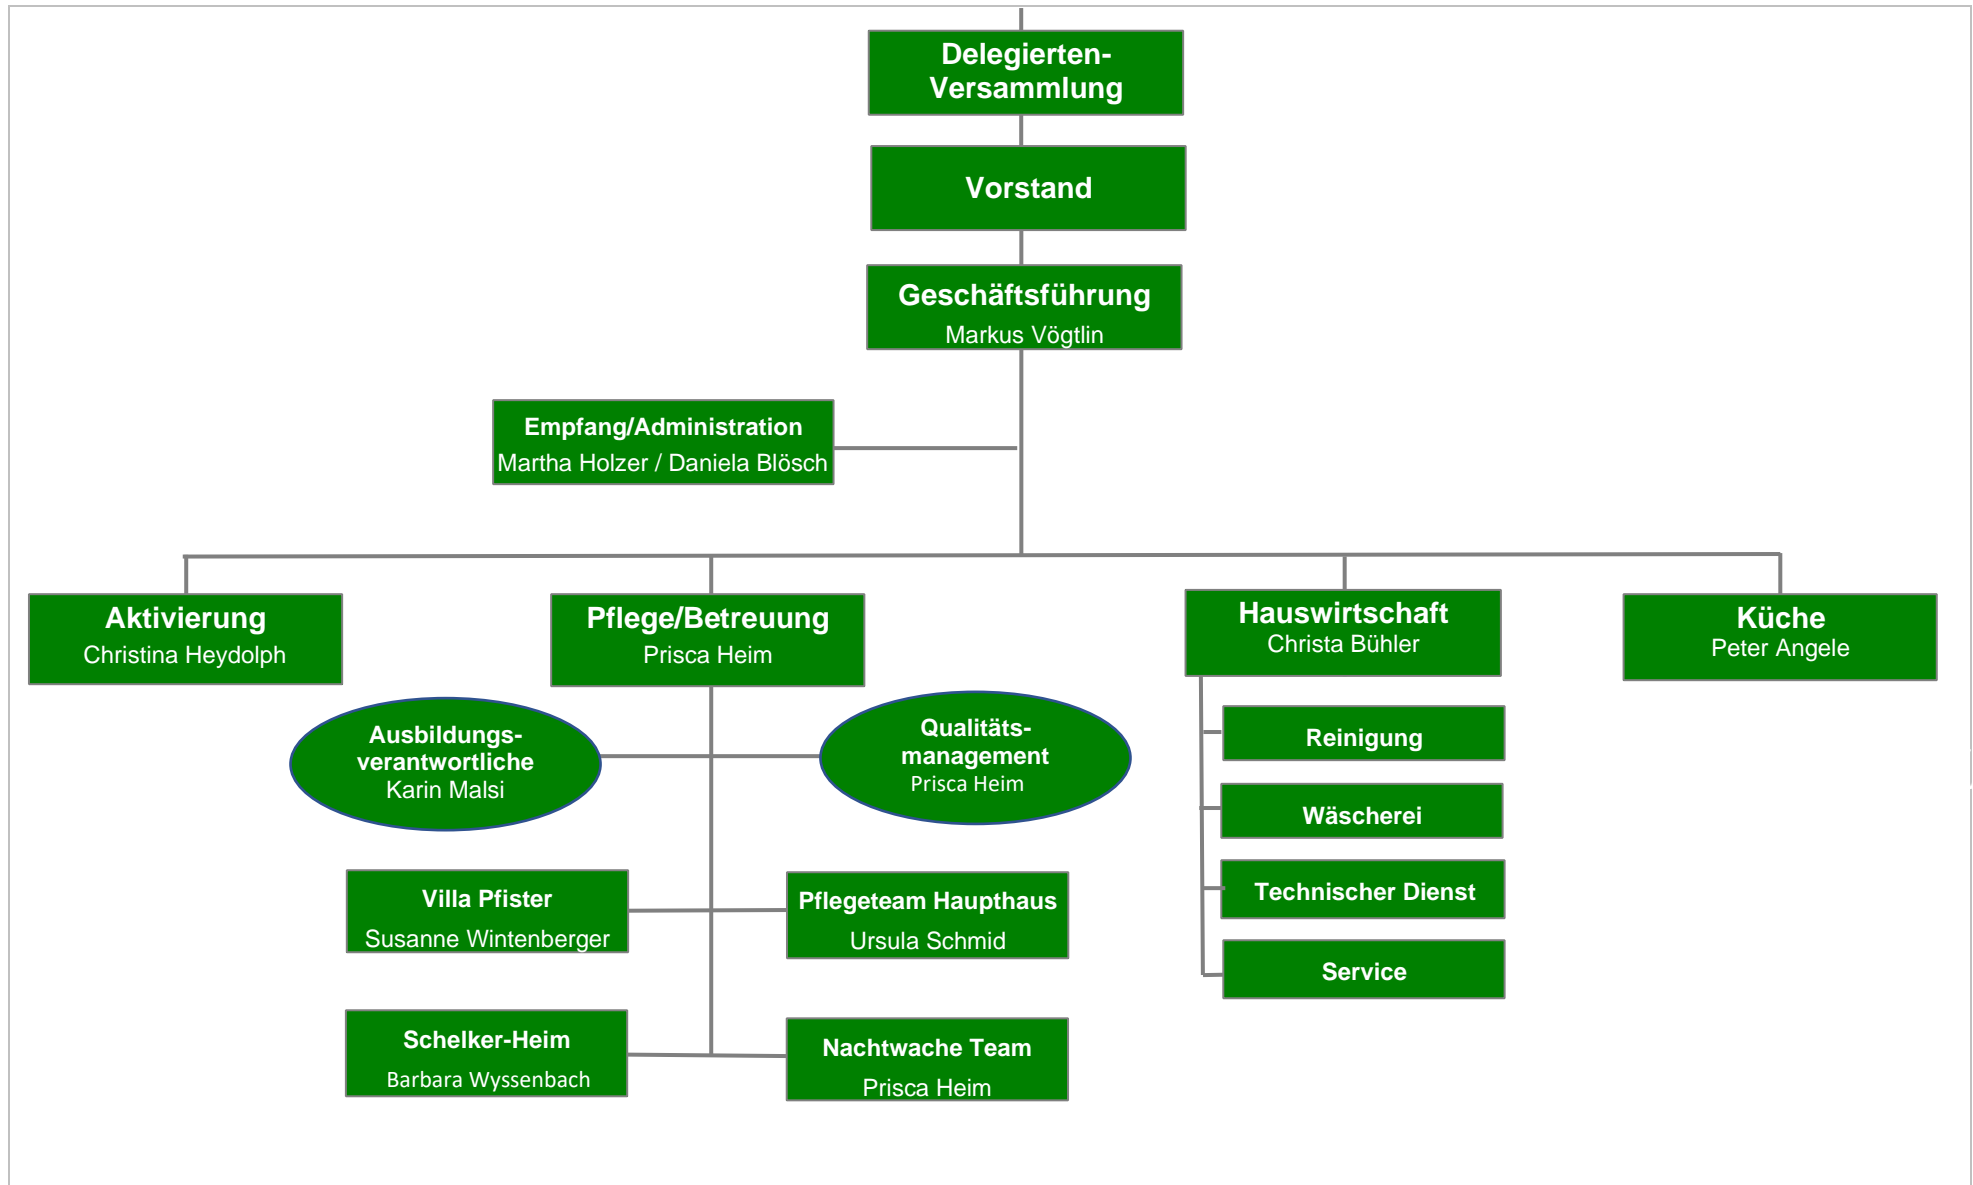 Delegierten-
Versammlung
Vorstand
Geschäftsführung
Markus Vögtlin
Empfang/Administration
Martha Holzer / Daniela Blösch
Aktivierung
Christina Heydolph
Pflege/Betreuung
Prisca Heim
Hauswirtschaft
Christa Bühler
Küche
Peter Angele
Ausbildungs-
verantwortliche
Karin Malsi
Qualitäts-
management
Prisca Heim
Reinigung
Wäscherei
Technischer Dienst
Service
Villa Pfister
Susanne Wintenberger
Pflegeteam Haupthaus
Ursula Schmid
Schelker-Heim
Barbara Wyssenbach
Nachtwache Team
Prisca Heim